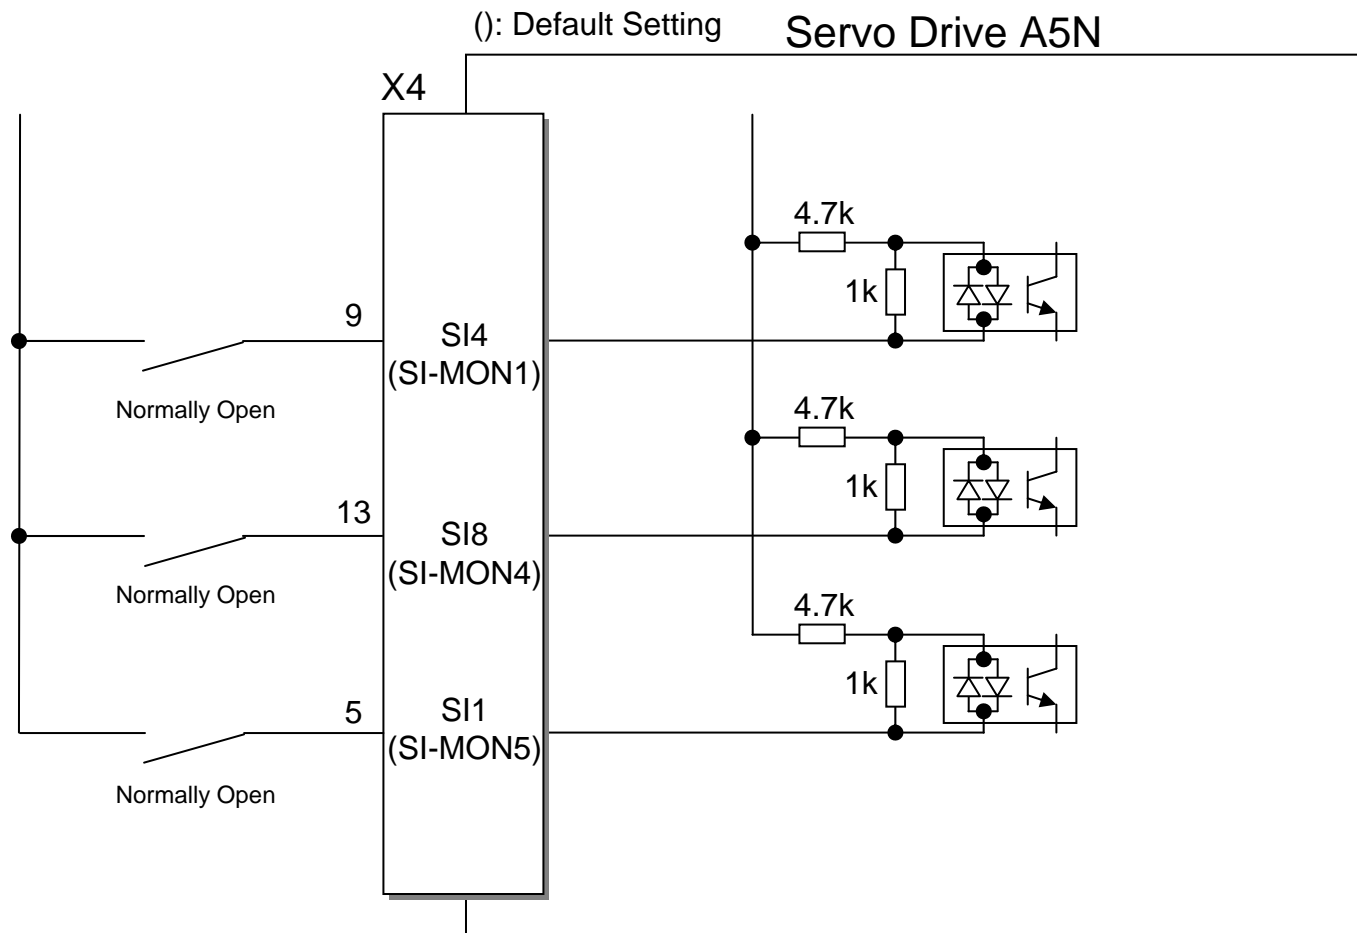 (): Default Setting
Servo Drive A5N
X4
4.7k
1k
9
SI4
(SI-MON1)
Normally Open
4.7k
1k
13
SI8
(SI-MON4)
Normally Open
4.7k
1k
5
SI1
(SI-MON5)
Normally Open